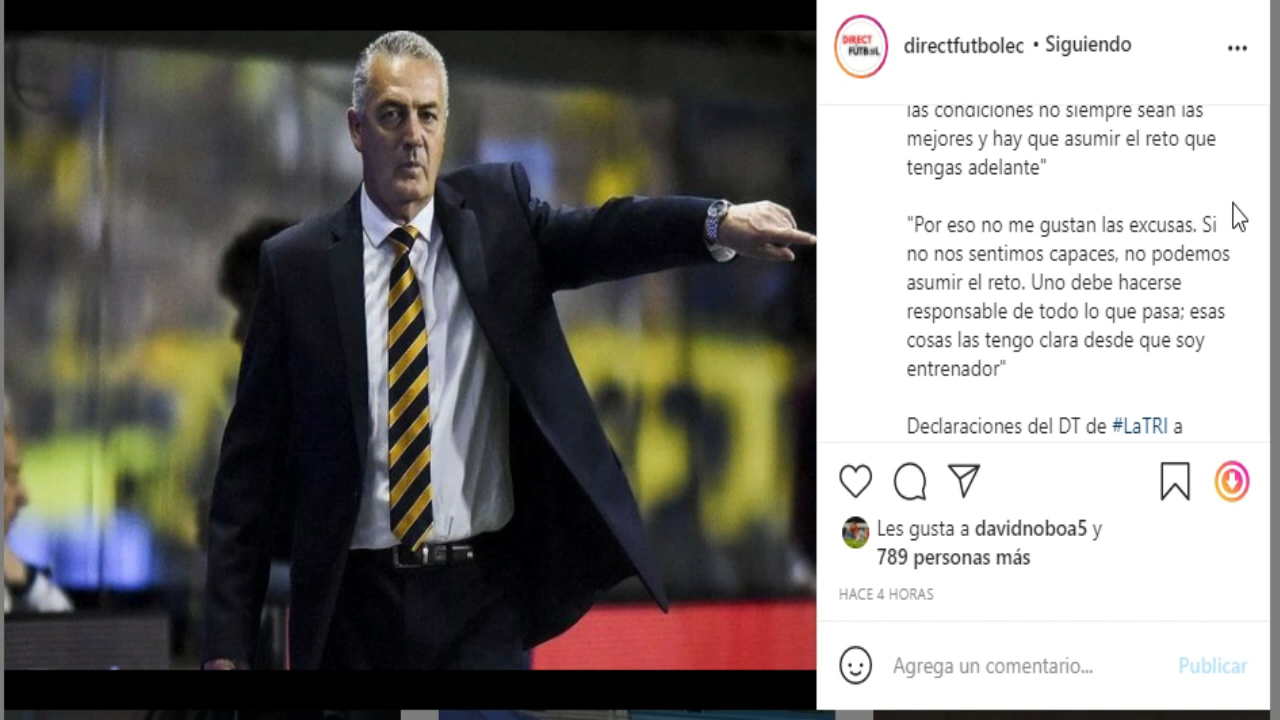 DIRECT
FÚTBOL
directfutbolec • Siguiendo
las condiciones no siempre sean las
mejores y hay que asumir el reto que
tengas adelante"
"Por eso no me gustan las excusas. Si
no nos sentimos capaces, no podemos
asumir el reto. Uno debe hacerse
responsable de todo lo que pasa; esas
cosas las tengo clara desde que soy
entrenador"
Declaraciones del DT de #LaTRI a
Les gusta a davidnoboa5 y
789 personas más
HACE 4 HORAS
Agrega un comentario...
Publicar